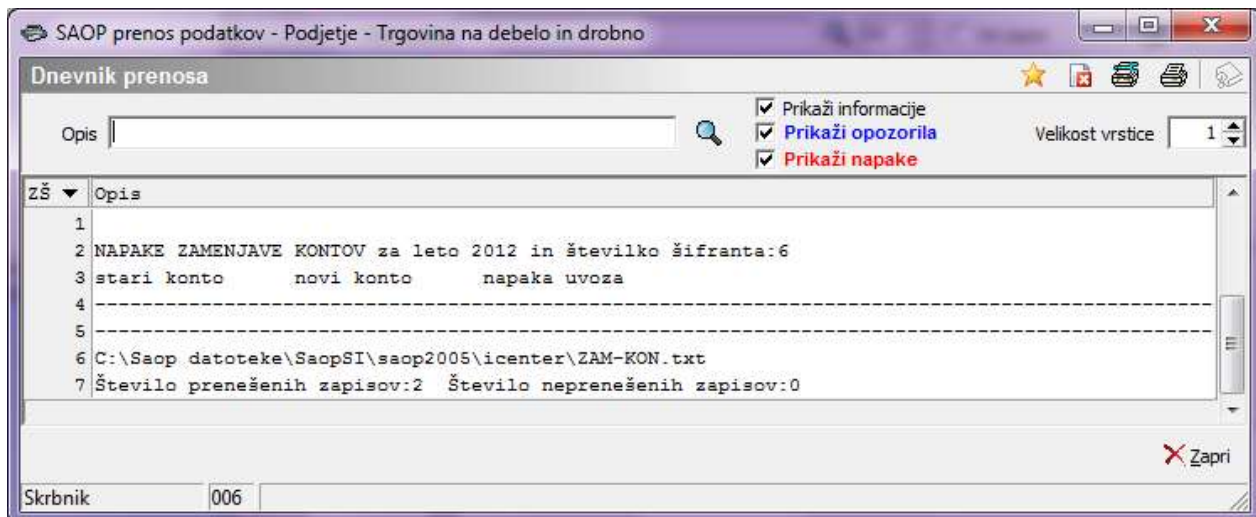 SAOP prenos podatkov - Podjetje - Trgovina na debelo in drobno
Dnevnik prenosa
Opis
Prikaži informacije
Prikaži opozorila
Prikaži napake
Velikost vrstice 1
ZŠ Opis
1
2 NAPAKE ZAMENJAVE KONTOV za leto 2012 in številko šifranta:6
3 stari konto novi konto napaka uvoza
4 ------------------------------------------------------------
5 ------------------------------------------------------------
6 C:\Saop datoteke\SaopSI\saop2005\icenter\ZAM-KON.txt
7 Število prenešenih zapisov:2 Število neprenešenih zapisov:0
Zapri
Skrbnik 006